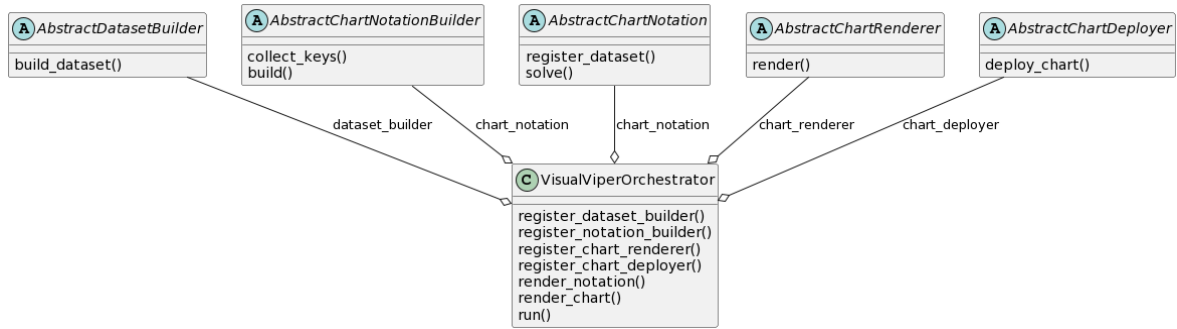 A AbstractDatasetBuilder
build_dataset()
A AbstractChartNotationBuilder
collect_keys()
build()
A AbstractChartNotation
register_dataset()
solve()
A AbstractChartRenderer
render()
A AbstractChartDeployer
deploy_chart()
dataset_builder
chart_notation
chart_notation
chart_renderer
chart_deployer
C VisualViperOrchestrator
register_dataset_builder()
register_notation_builder()
register_chart_renderer()
register_chart_deployer()
render_notation()
render_chart()
run()